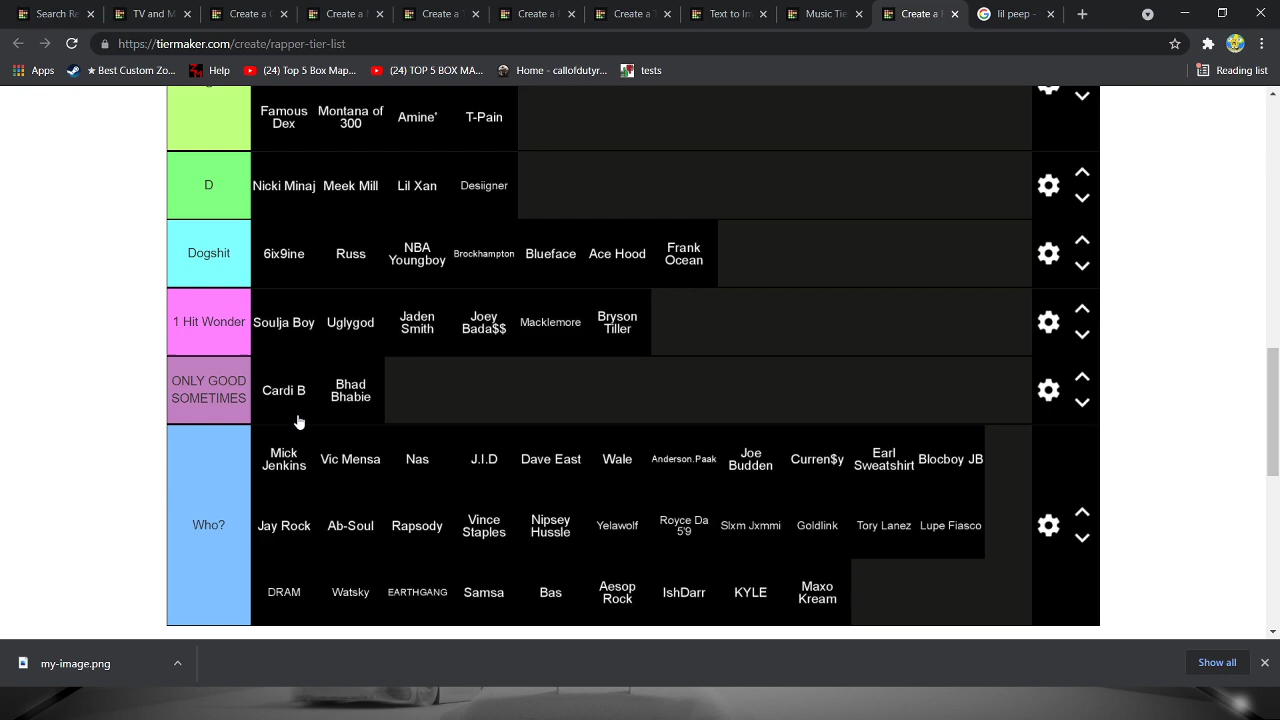 Search Re
TV and M
Create a C
Create a N
Create a T
Create a F
Create a T
Text to Im
Music Tie
Create a F
lil peep -
https://tiermaker.com/create/rapper-tier-list
Apps
★ Best Custom Zo...
Help
(24) Top 5 Box Map...
(24) TOP 5 BOX MA...
Home - callofdutyr...
tests
Reading list
Famous
Dex
Montana of
300
Amine'
T-Pain
D
Nicki Minaj
Meek Mill
Lil Xan
Desiigner
Dogshit
6ix9ine
Russ
NBA
Youngboy
Brockhampton
Blueface
Ace Hood
Frank
Ocean
1 Hit Wonder
Soulja Boy
Uglygod
Jaden
Smith
Joey
Bada$$
Macklemore
Bryson
Tiller
ONLY GOOD
SOMETIMES
Cardi B
Bhad
Bhabie
Who?
Mick
Jenkins
Vic Mensa
Nas
J.I.D
Dave East
Wale
Anderson.Paak
Joe
Budden
Curren$y
Earl
Sweatshirt
Blocboy JB
Jay Rock
Ab-Soul
Rapsody
Vince
Staples
Nipsey
Hussle
Yelawolf
Royce Da
5'9
Slxm Jxmmi
Goldlink
Tory Lanez
Lupe Fiasco
DRAM
Watsky
EARTHGANG
Samsa
Bas
Aesop
Rock
IshDarr
KYLE
Maxo
Kream
my-image.png
Show all